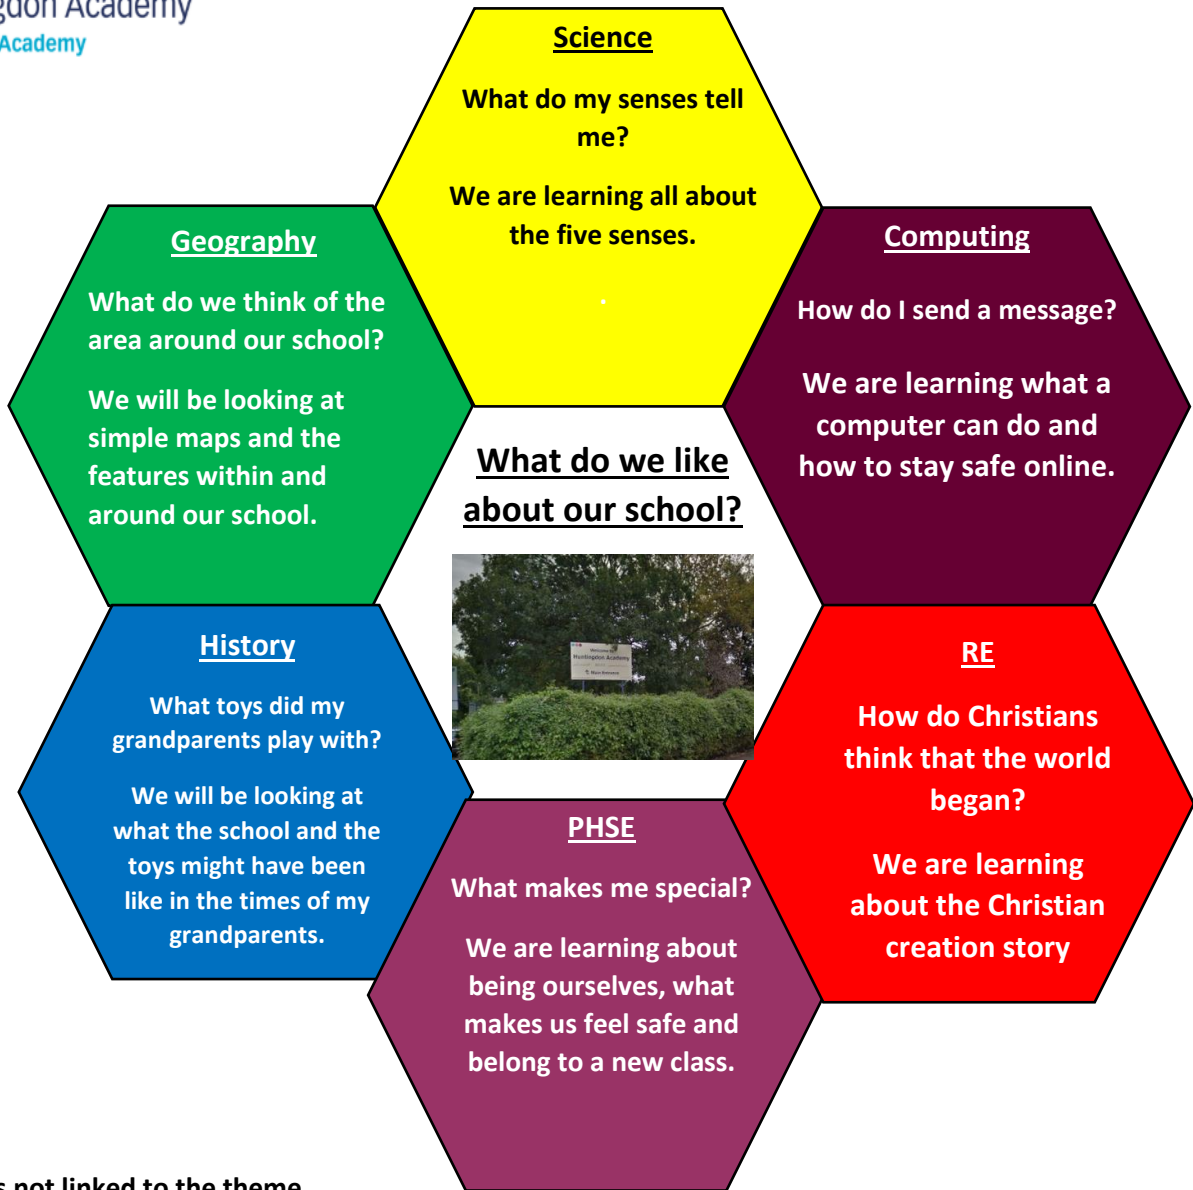 gdon Academy
Academy
Science
What do my senses tell
me?
We are learning all about
the five senses.
.
Geography
What do we think of the
area around our school?
We will be looking at
simple maps and the
features within and
around our school.
Computing
How do I send a message?
We are learning what a
computer can do and
how to stay safe online.
What do we like
about our school?
Welcome to
Huntingdon Academy
Main Entrance
History
What toys did my
grandparents play with?
We will be looking at
what the school and the
toys might have been
like in the times of my
grandparents.
RE
How do Christians
think that the world
began?
We are learning
about the Christian
creation story
PHSE
What makes me special?
We are learning about
being ourselves, what
makes us feel safe and
belong to a new class.
s not linked to the theme